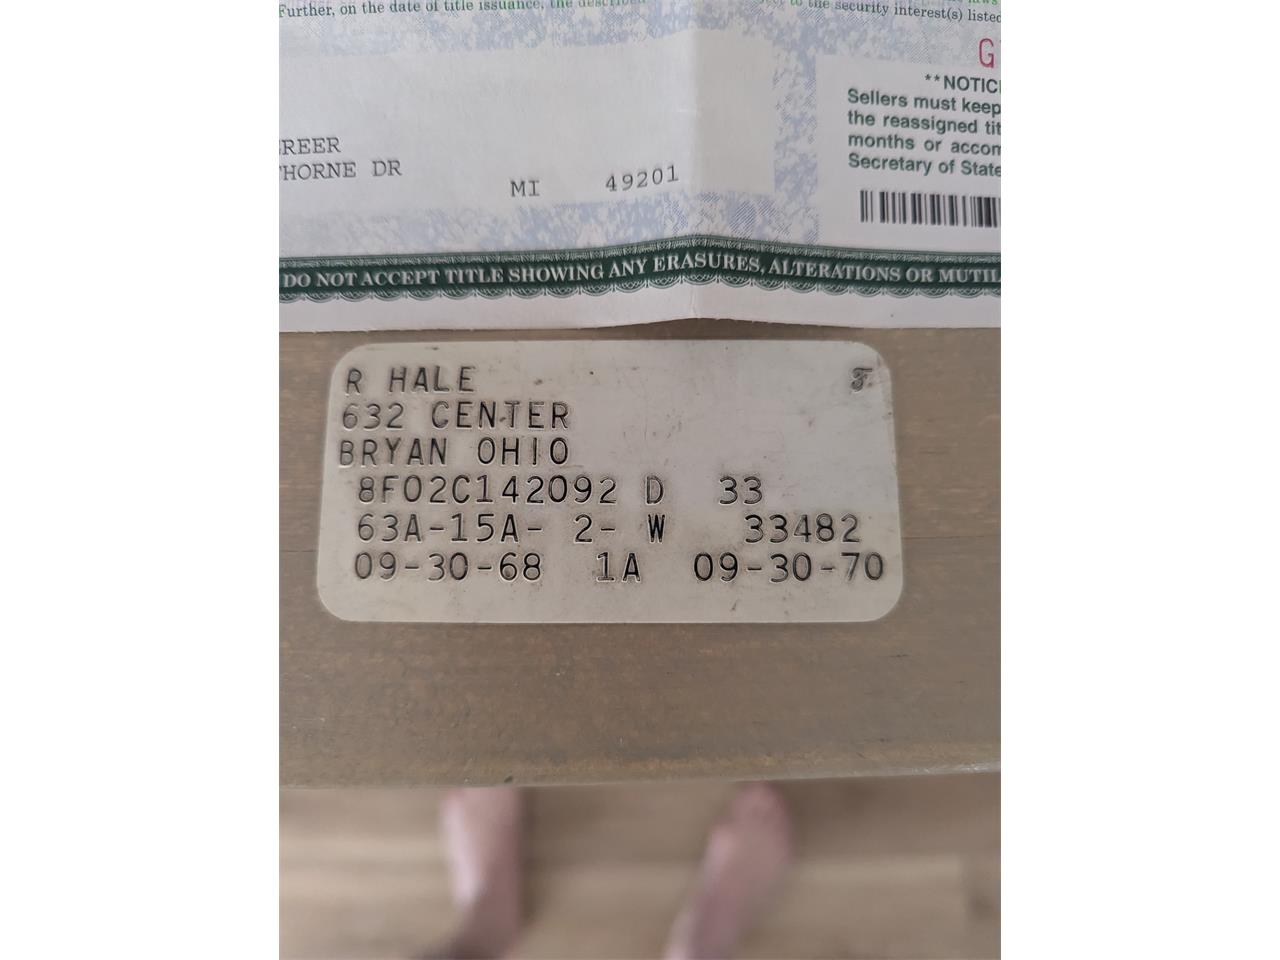 Further, on the date of title issuance, the described to the security interest(s) listed
G
**NOTIC
Sellers must keep
the reassigned tit
months or accom
Secretary of State
REER
HORNE DR
MI 49201
DO NOT ACCEPT TITLE SHOWING ANY ERASURES, ALTERATIONS OR MUTIL
R HALE F
632 CENTER
BRYAN OHIO
8F02C142092 D 33
63A-15A- 2- W 33482
09-30-68 1A 09-30-70